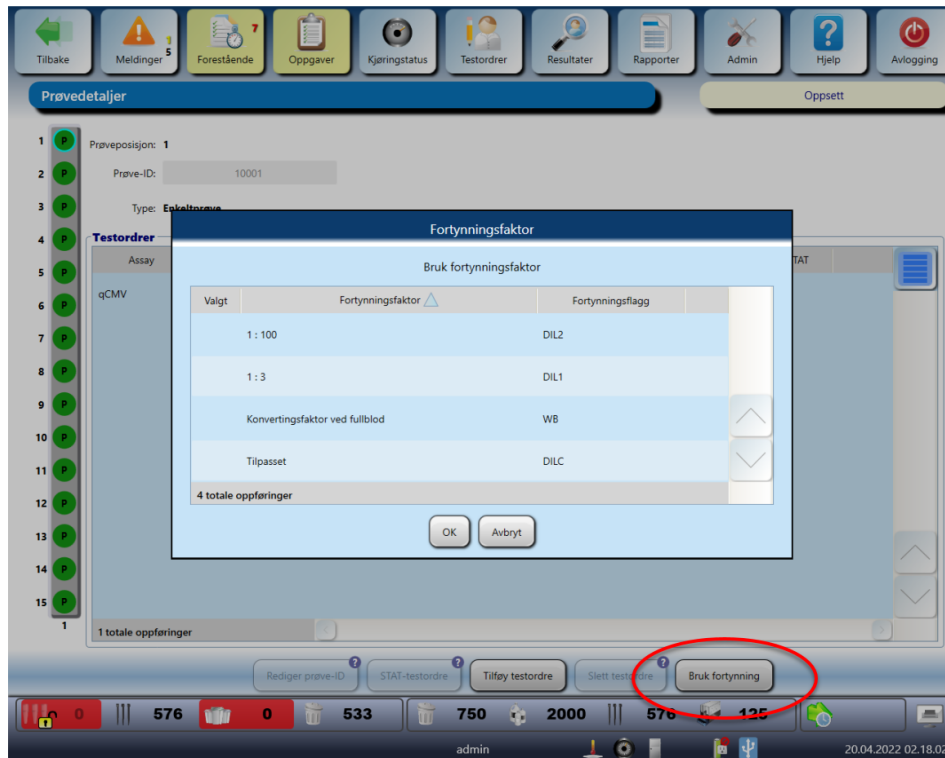 7
1
5
Tilbake
Meldinger
Forestående
Oppgaver
Kjøringstatus
Testordrer
Resultater
Rapporter
Admin
Hjelp
Avlogging
Prøvedetaljer
Oppsett
1 P Prøveposisjon: 1
2 P Prøve-ID: 10001
3 P Type: Enkeltprøve
4 P Testordrer
Assay TAT
5 P
qCMV
6 P
7 P
8 P
9 P
10 P
11 P
12 P
13 P
14 P
15 P
1
Fortynningsfaktor
Bruk fortynningsfaktor
Valgt Fortynningsfaktor Fortynningsflagg
1 : 100 DIL2
1 : 3 DIL1
Konvertingsfaktor ved fullblod WB
Tilpasset DILC
4 totale oppføringer
OK Avbryt
1 totale oppføringer
Rediger prøve-ID ? STAT-testordre ? Tilføy testordre Slett testordre ? Bruk fortynning
0 576 0 533 750 2000 576 125
admin 20.04.2022 02.18.02